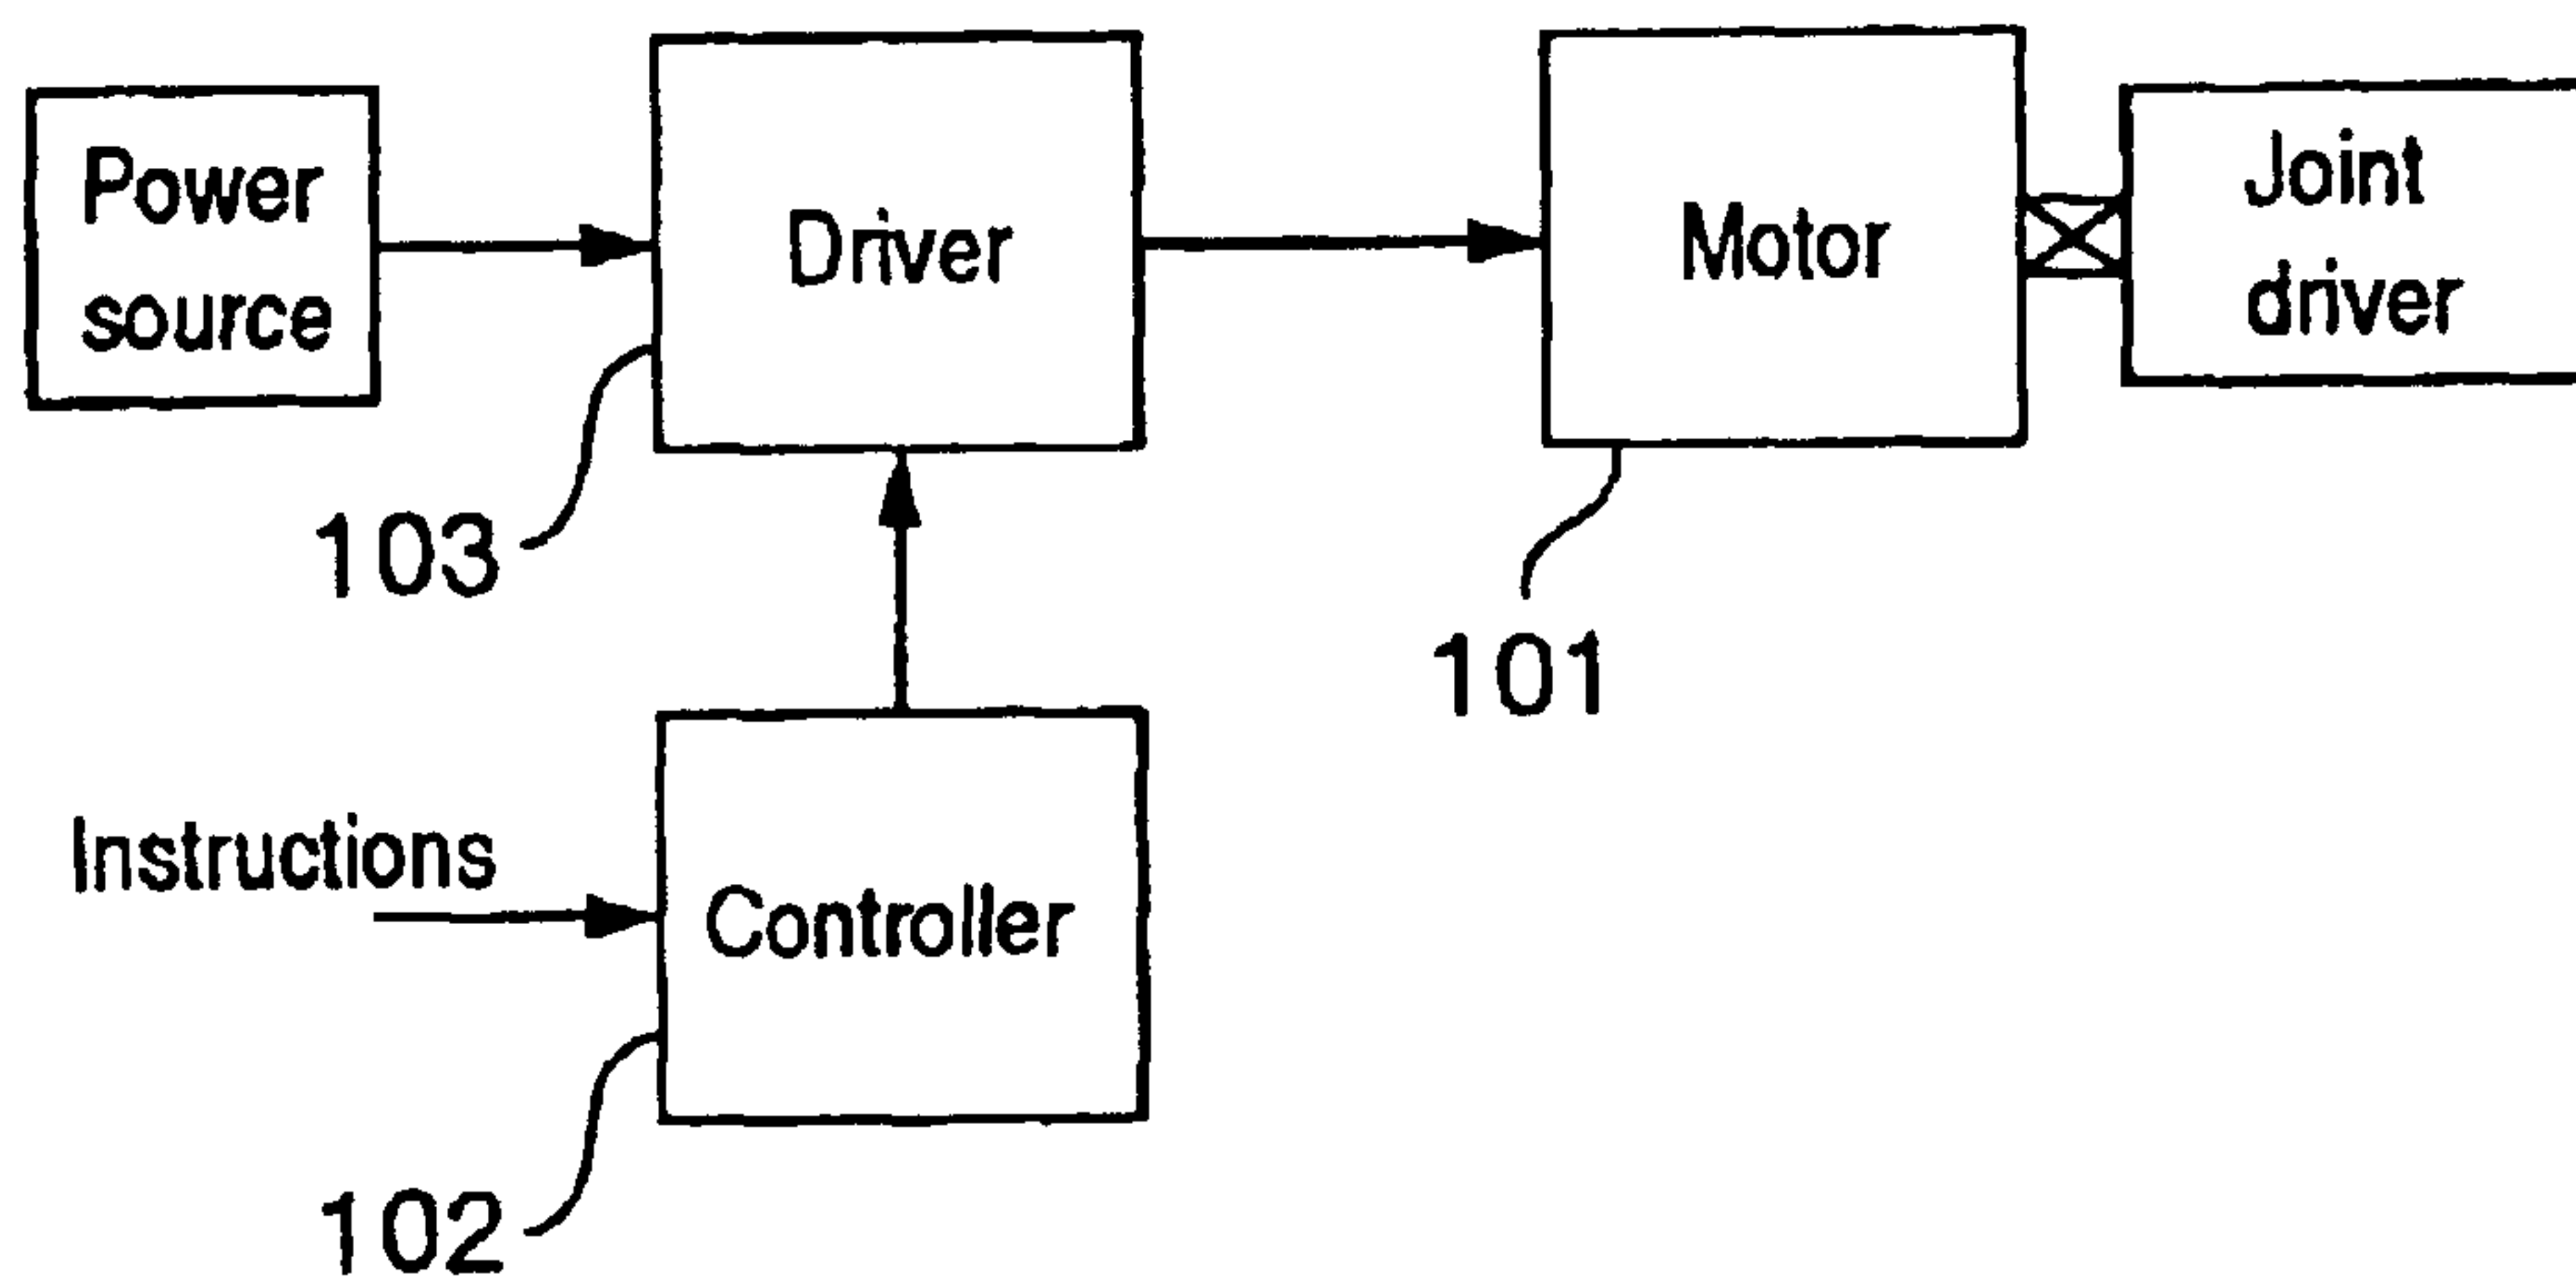 Power
source
Driver
Motor
Joint
driver
103
101
Instructions
Controller
102